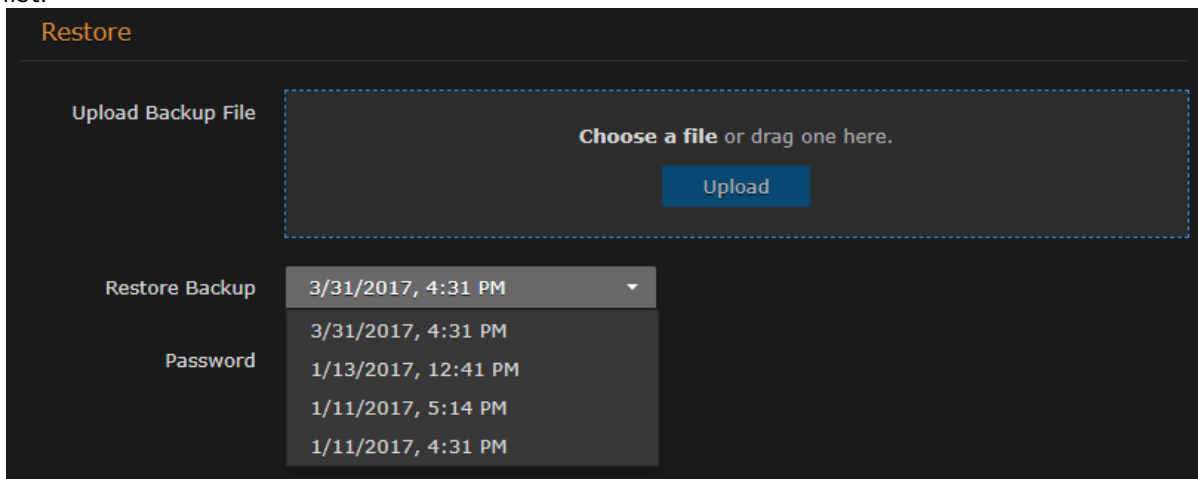 Restore
Upload Backup File
Choose a file or drag one here.
Upload
Restore Backup
3/31/2017, 4:31 PM
3/31/2017, 4:31 PM
Password
1/13/2017, 12:41 PM
1/11/2017, 5:14 PM
1/11/2017, 4:31 PM